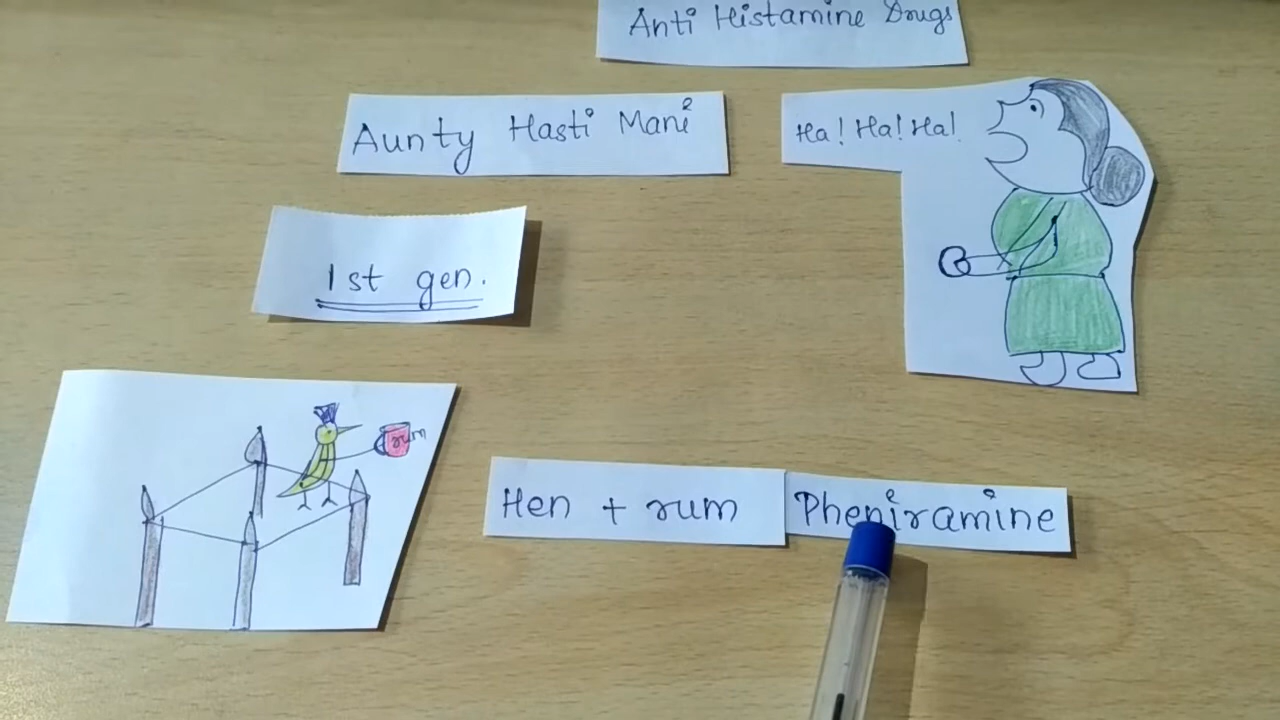 Anti Histamine Drugs
Aunty Hasti Mani
Ha! Ha! Ha!
1st gen.
rum
Hen + rum
Pheniramine